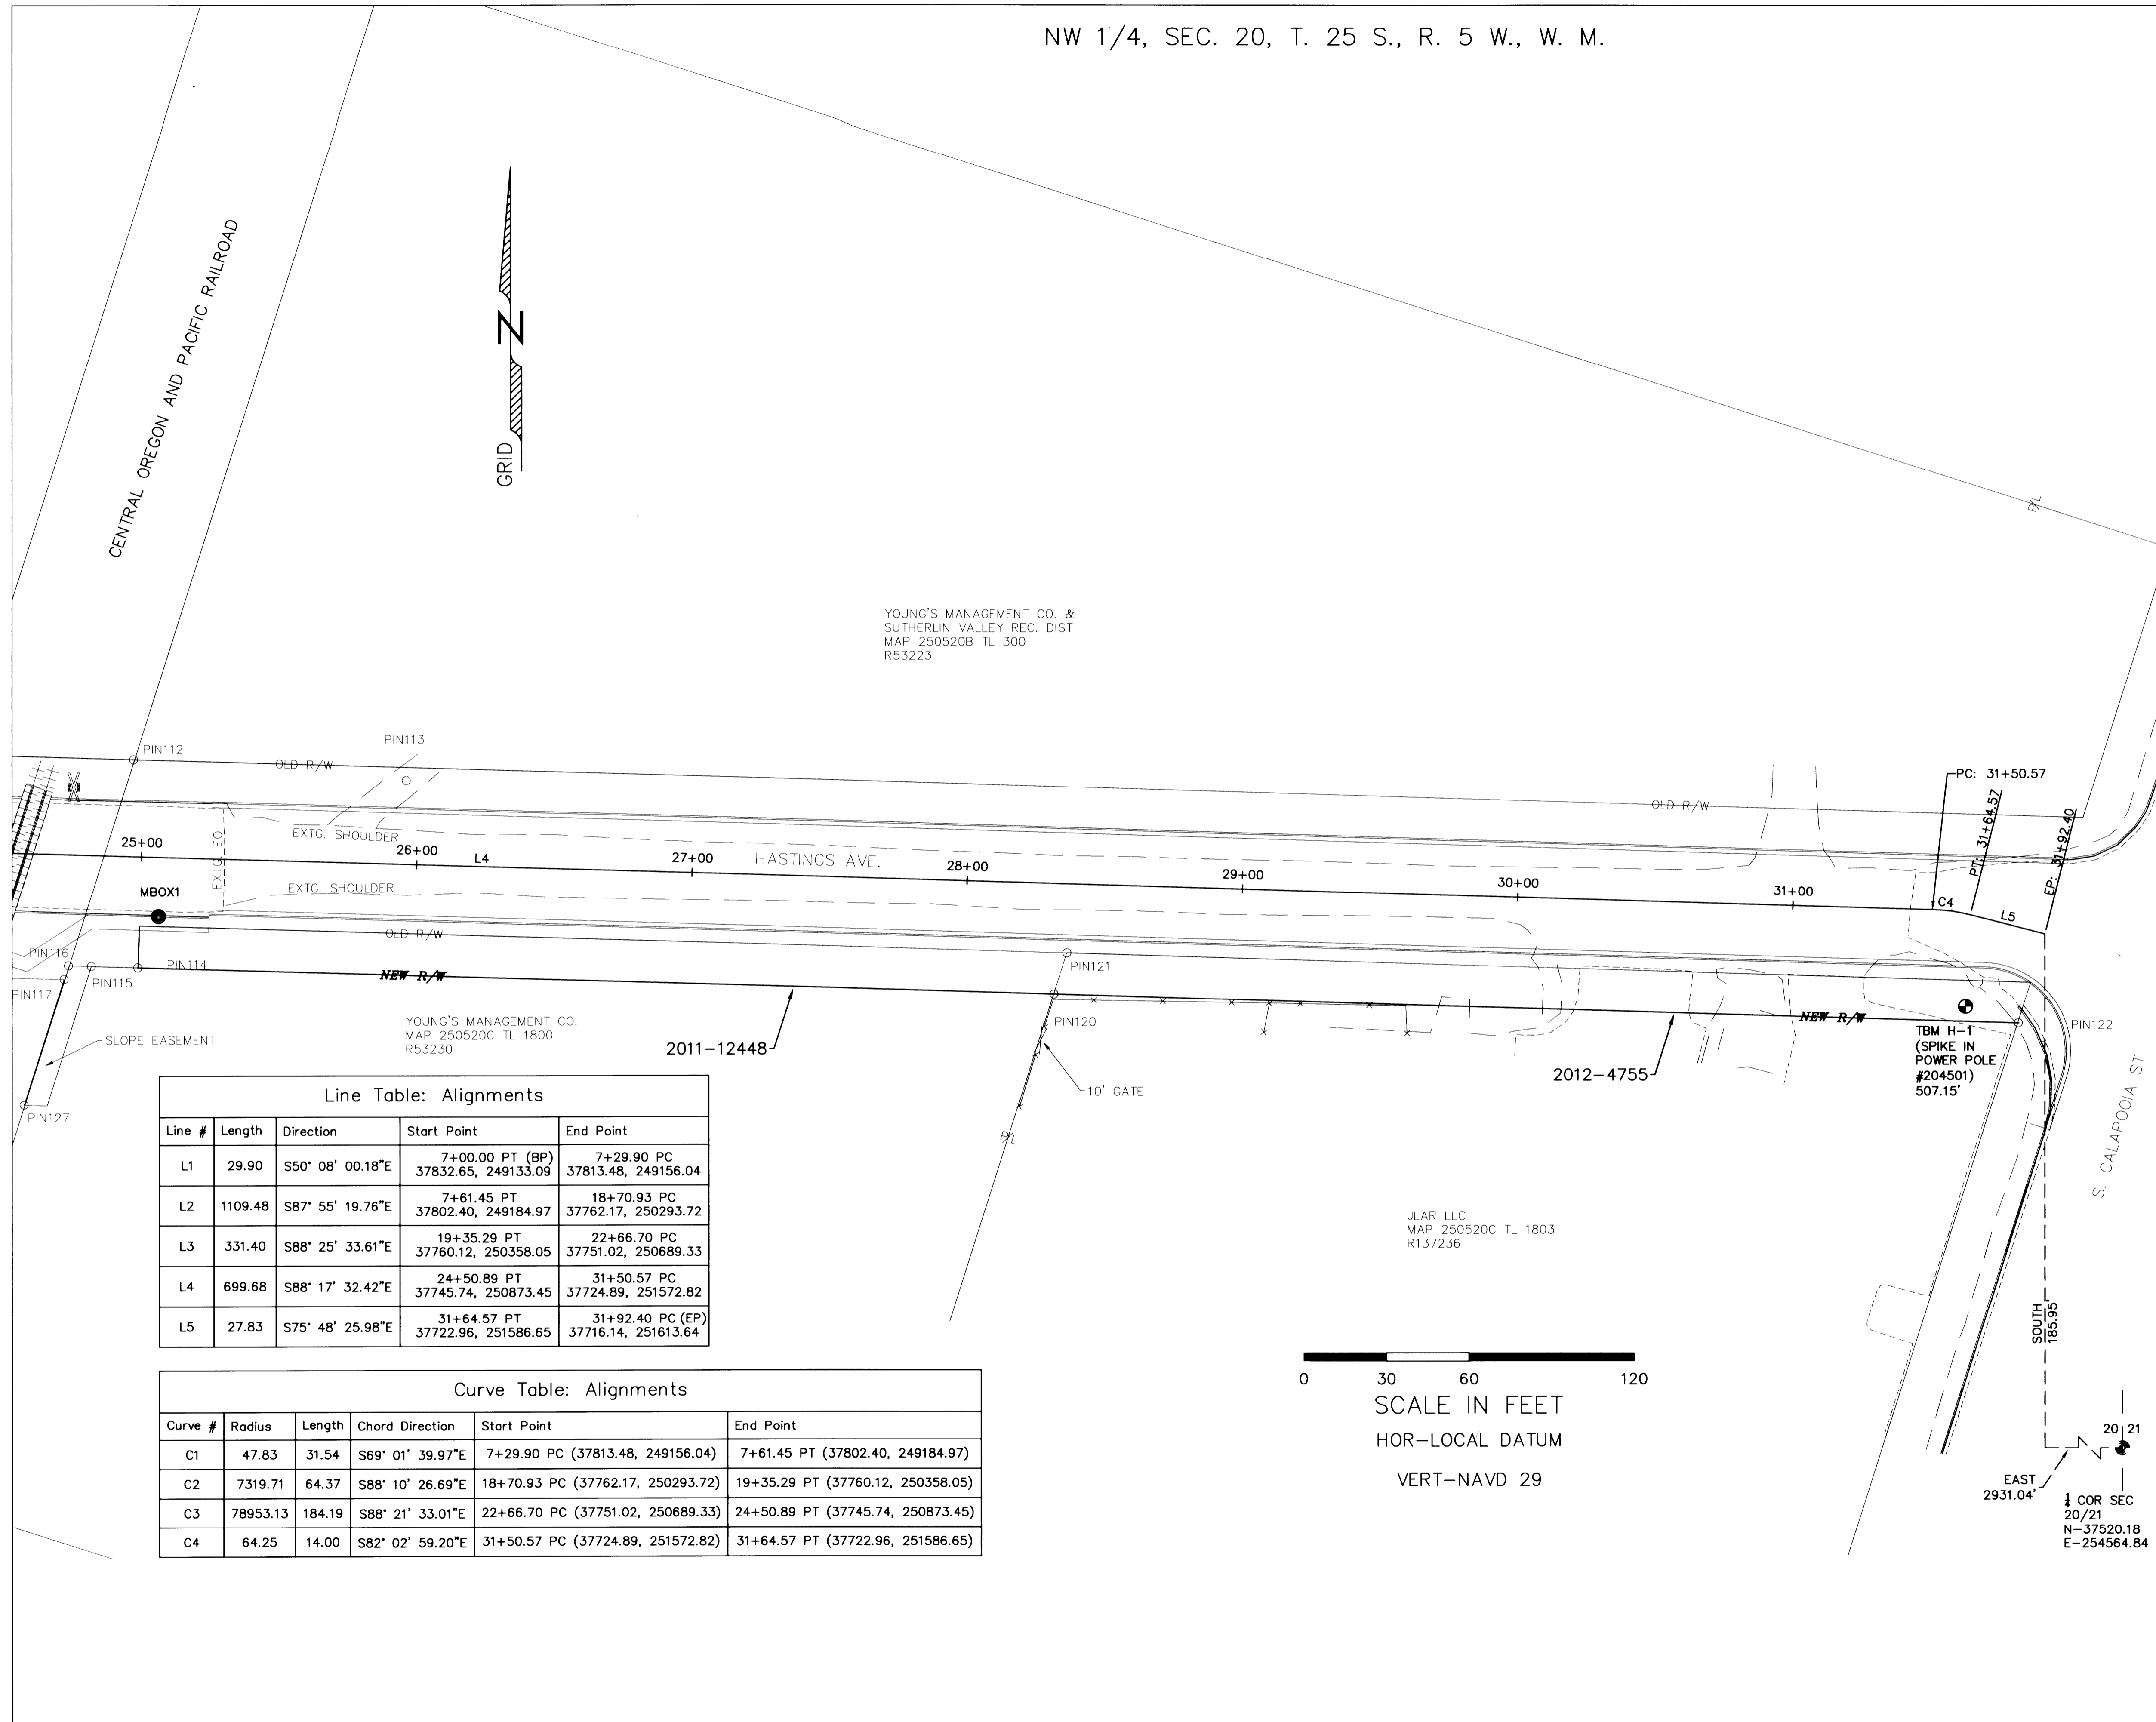 NW 1/4, SEC. 20, T. 25 S., R. 5 W., W. M.
CENTRAL OREGON AND PACIFIC RAILROAD
GRID
N
P/L
YOUNG'S MANAGEMENT CO. &
SUTHERLIN VALLEY REC. DIST
MAP 250520B TL 300
R53223
PIN112
PIN113
OLD R/W
OLD R/W
PC: 31+50.57
PT: 31+64.57
EP: 31+92.40
EXTG. SHOULDER
25+00
26+00
L4
27+00
HASTINGS AVE.
28+00
29+00
30+00
31+00
C4
L5
EXTG. EO
MBOX1
EXTG. SHOULDER
OLD R/W
PIN116
PIN114
PIN115
PIN117
NEW R/W
PIN121
PIN120
NEW R/W
PIN122
TBM H-1
(SPIKE IN
POWER POLE
#204501)
507.15'
SLOPE EASEMENT
YOUNG'S MANAGEMENT CO.
MAP 250520C TL 1800
R53230
2011-12448
2012-4755
10' GATE
P/L
PIN127
S. CALAPOOIA ST
Line Table: Alignments
Line # Length Direction Start Point End Point
L1 29.90 S50° 08' 00.18"E 7+00.00 PT (BP) 7+29.90 PC
37832.65, 249133.09 37813.48, 249156.04
L2 1109.48 S87° 55' 19.76"E 7+61.45 PT 18+70.93 PC
37802.40, 249184.97 37762.17, 250293.72
L3 331.40 S88° 25' 33.61"E 19+35.29 PT 22+66.70 PC
37760.12, 250358.05 37751.02, 250689.33
L4 699.68 S88° 17' 32.42"E 24+50.89 PT 31+50.57 PC
37745.74, 250873.45 37724.89, 251572.82
L5 27.83 S75° 48' 25.98"E 31+64.57 PT 31+92.40 PC (EP)
37722.96, 251586.65 37716.14, 251613.64
JLAR LLC
MAP 250520C TL 1803
R137236
Curve Table: Alignments
Curve # Radius Length Chord Direction Start Point End Point
C1 47.83 31.54 S69° 01' 39.97"E 7+29.90 PC (37813.48, 249156.04) 7+61.45 PT (37802.40, 249184.97)
C2 7319.71 64.37 S88° 10' 26.69"E 18+70.93 PC (37762.17, 250293.72) 19+35.29 PT (37760.12, 250358.05)
C3 78953.13 184.19 S88° 21' 33.01"E 22+66.70 PC (37751.02, 250689.33) 24+50.89 PT (37745.74, 250873.45)
C4 64.25 14.00 S82° 02' 59.20"E 31+50.57 PC (37724.89, 251572.82) 31+64.57 PT (37722.96, 251586.65)
0 30 60 120
SCALE IN FEET
HOR-LOCAL DATUM
VERT-NAVD 29
SOUTH
185.95'
20 21
EAST
2931.04'
¼ COR SEC
20/21
N-37520.18
E-254564.84